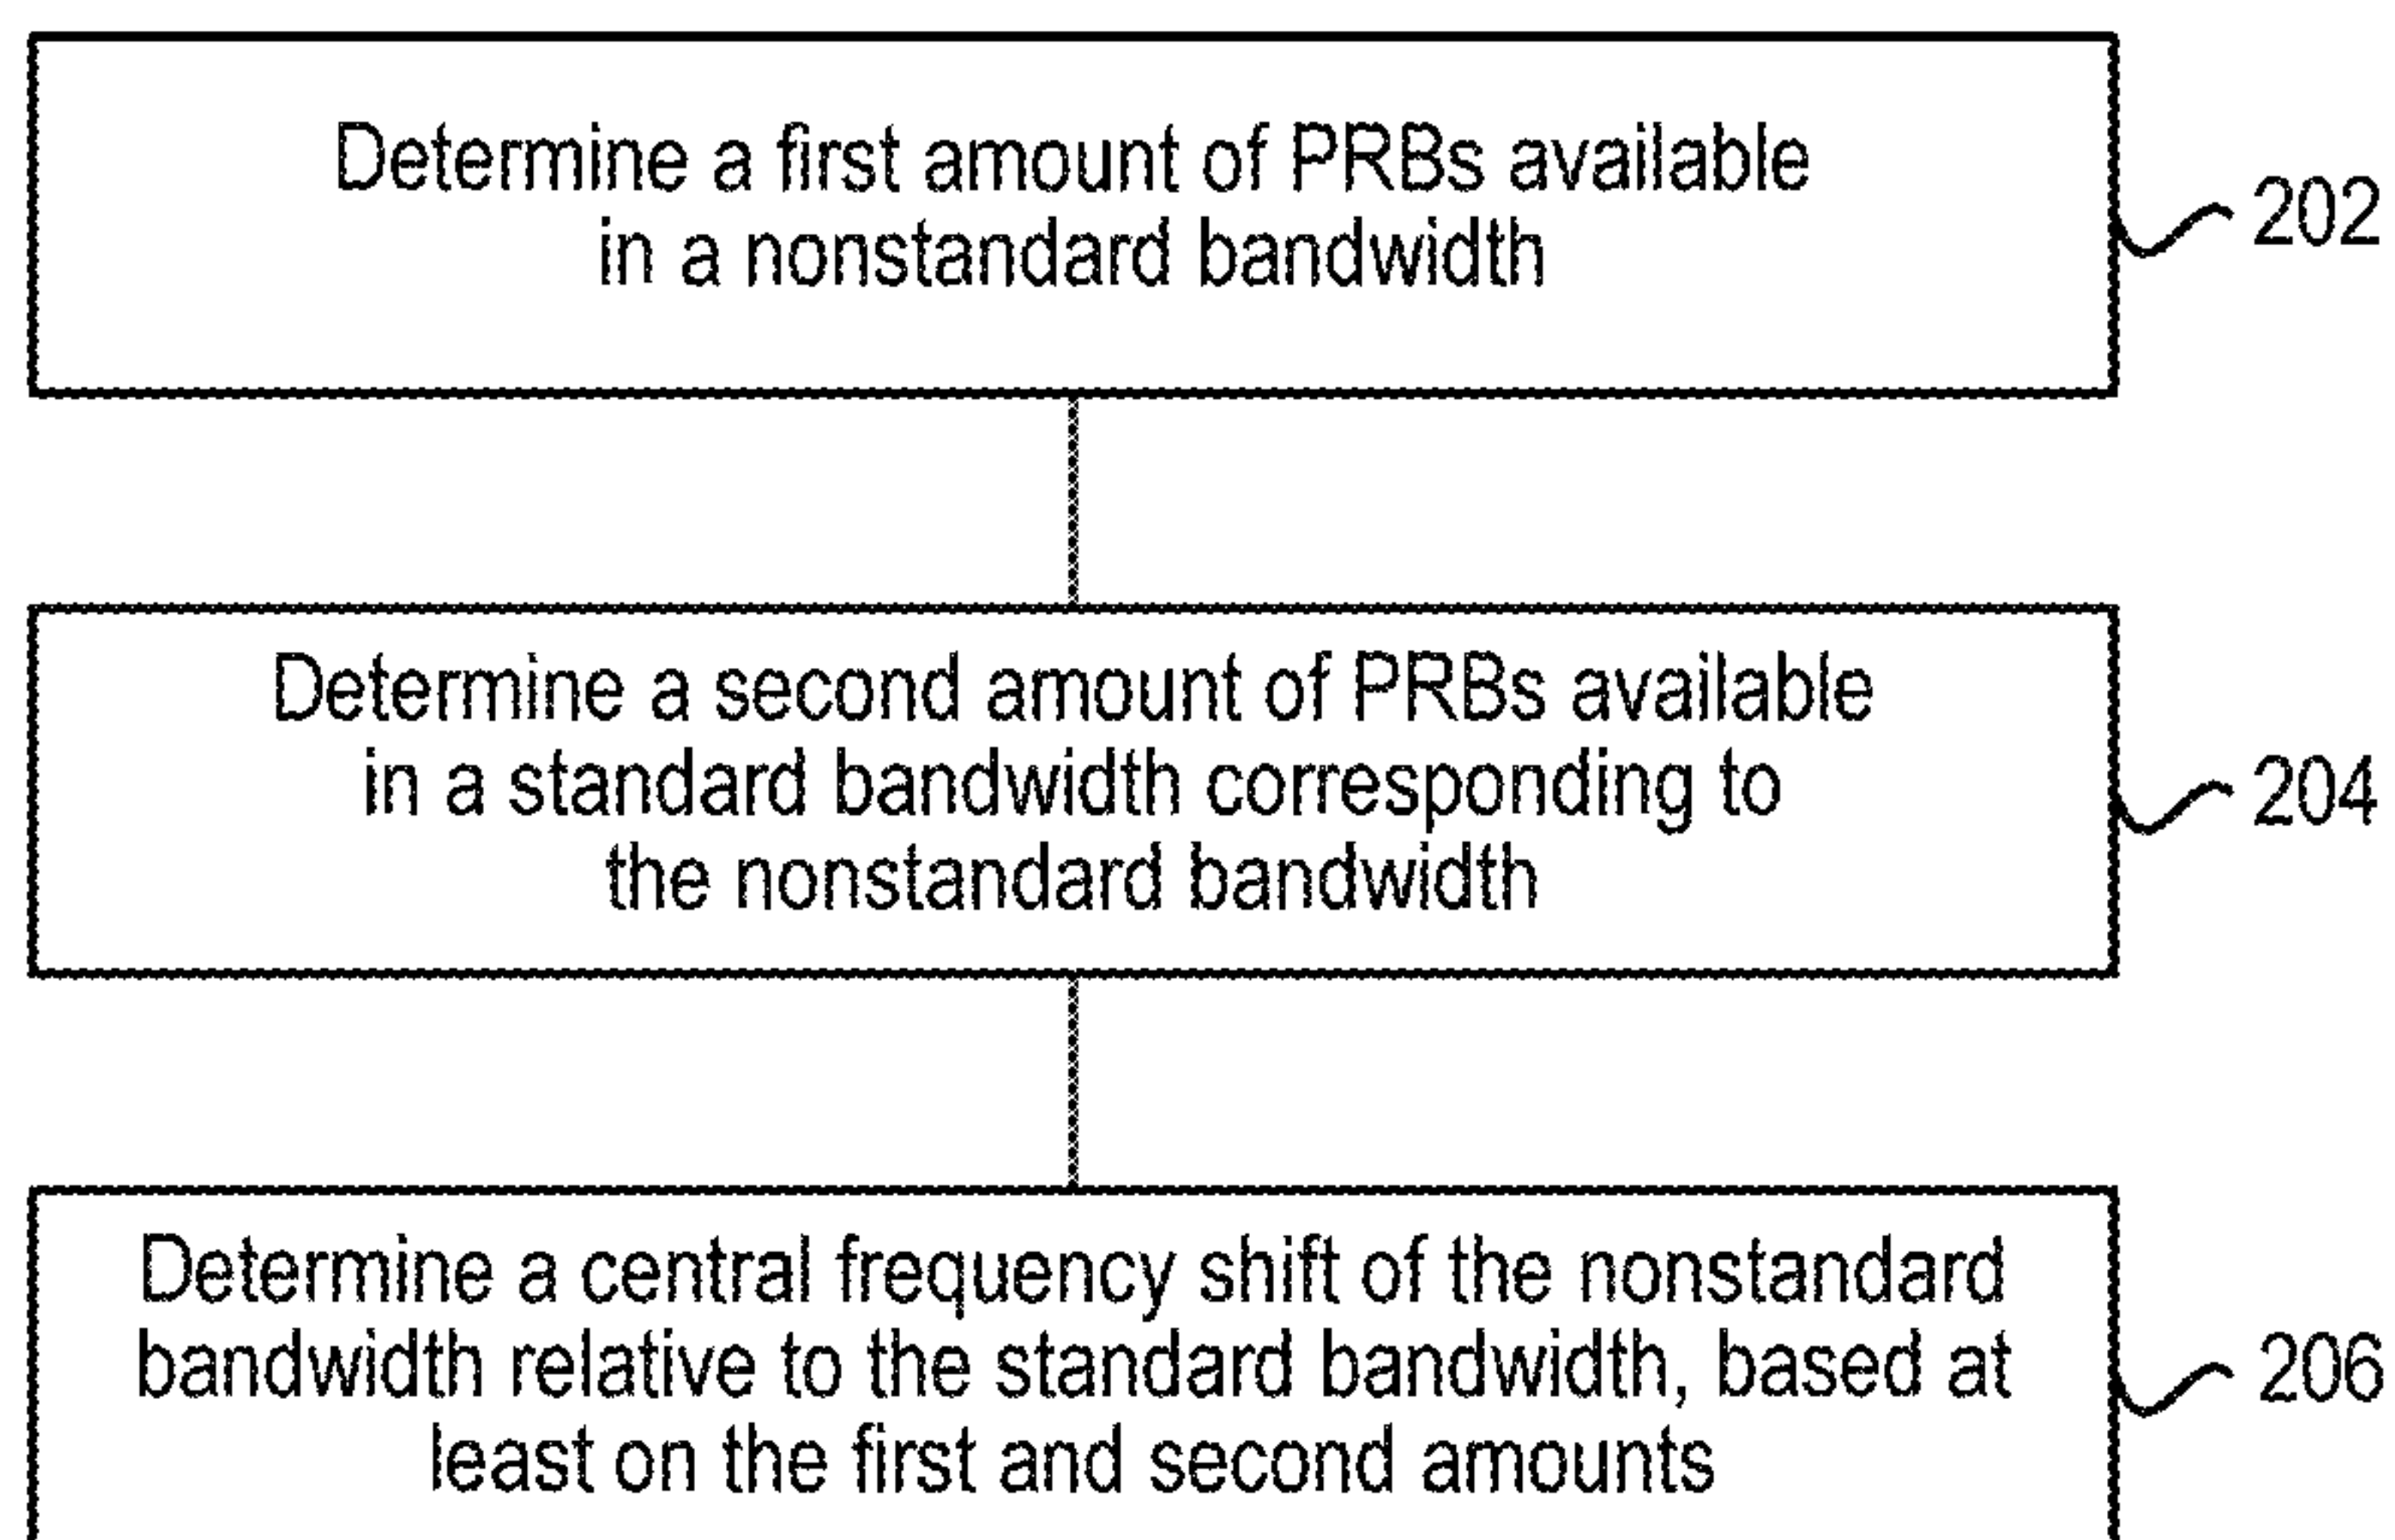 Determine a first amount of PRBs available
in a nonstandard bandwidth
202
Determine a second amount of PRBs available
in a standard bandwidth corresponding to
the nonstandard bandwidth
204
Determine a central frequency shift of the nonstandard
bandwidth relative to the standard bandwidth, based at
least on the first and second amounts
206